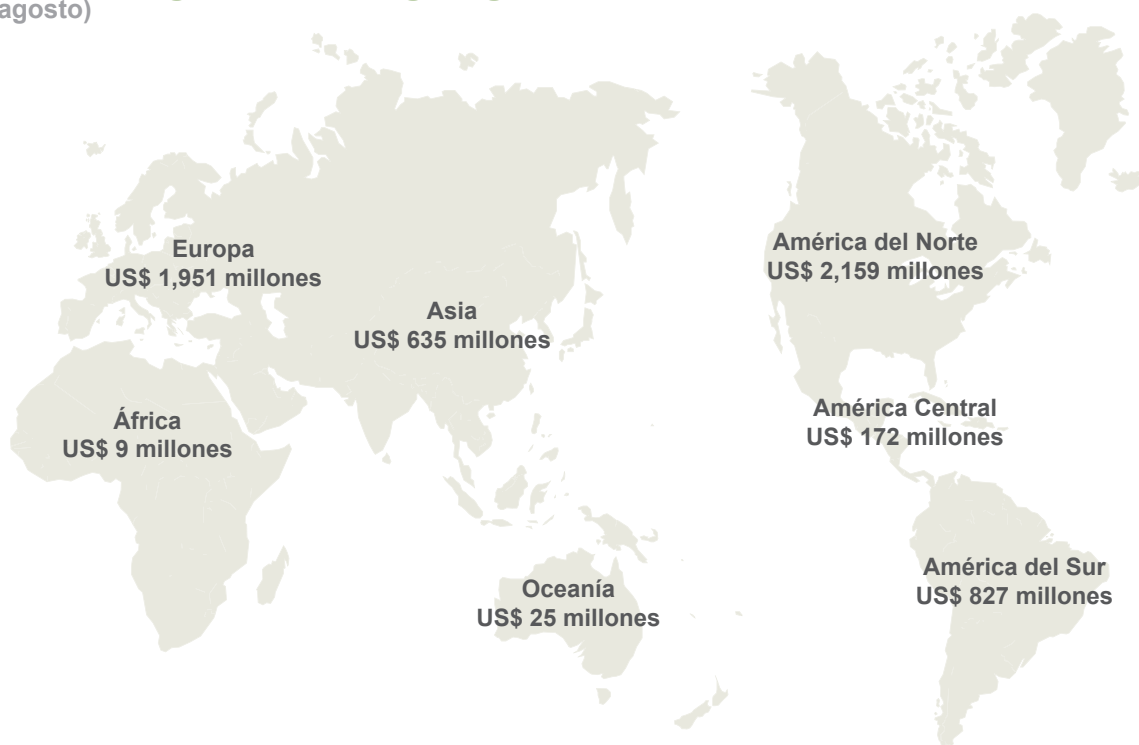 agosto)
Europa
US$ 1,951 millones
América del Norte
US$ 2,159 millones
Asia
US$ 635 millones
África
US$ 9 millones
América Central
US$ 172 millones
América del Sur
US$ 827 millones
Oceanía
US$ 25 millones